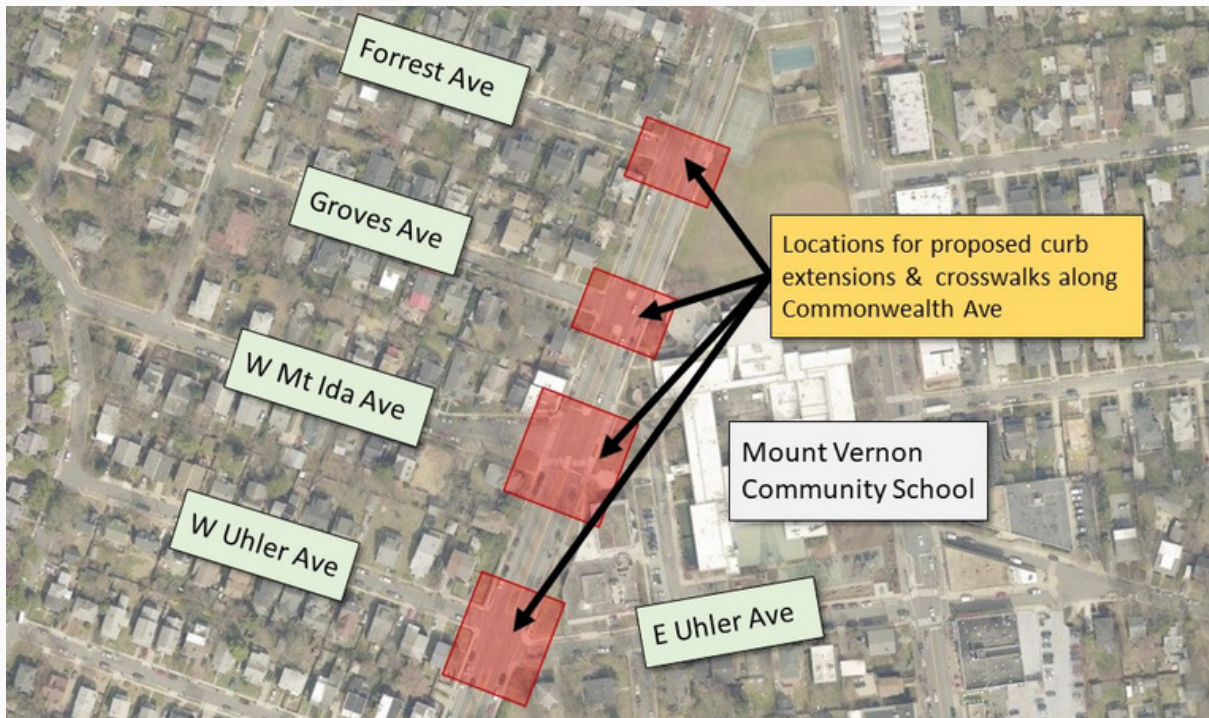 Forrest Ave
Groves Ave
Locations for proposed curb
extensions & crosswalks along
Commonwealth Ave
W Mt Ida Ave
Mount Vernon
Community School
W Uhler Ave
E Uhler Ave